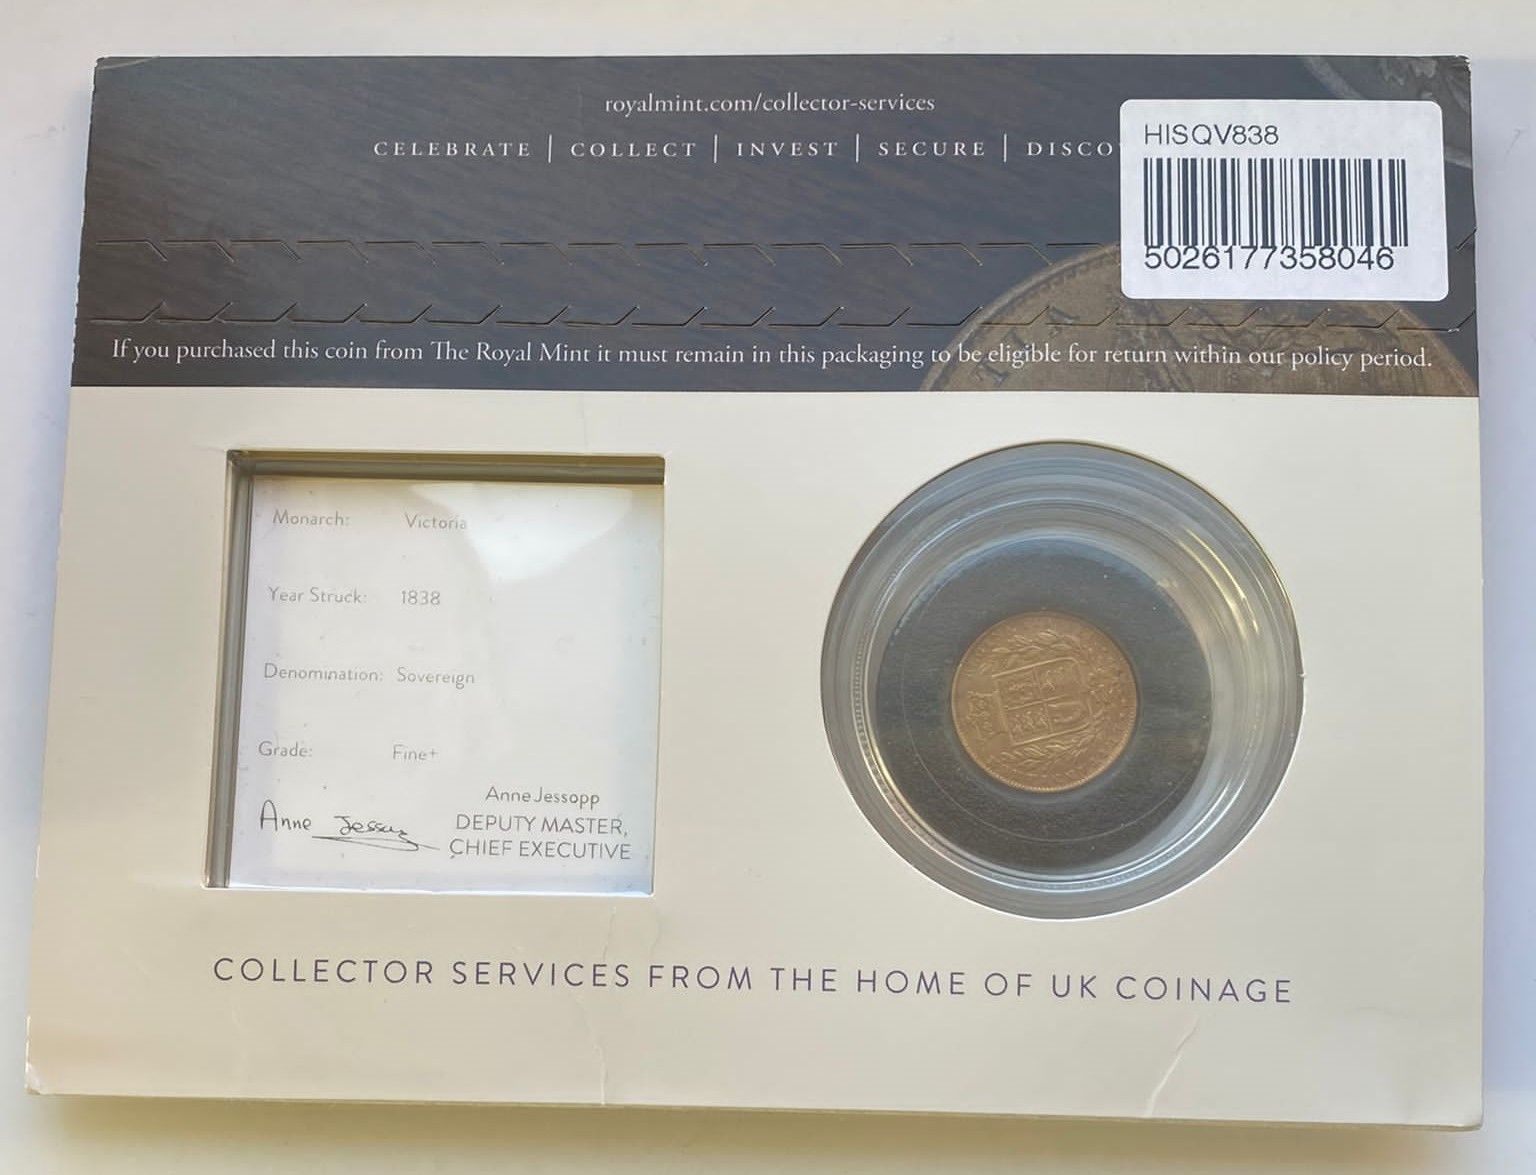 royalmint.com/collector-services
CELEBRATE | COLLECT | INVEST | SECURE | DISCO
HISQV838
5026177358046
If you purchased this coin from The Royal Mint it must remain in this packaging to be eligible for return within our policy period.
Monarch: Victoria
Year Struck: 1838
Denomination: Sovereign
Grade: Fine+
Anne Jessopp
Anne Jessopp
DEPUTY MASTER,
CHIEF EXECUTIVE
COLLECTOR SERVICES FROM THE HOME OF UK COINAGE